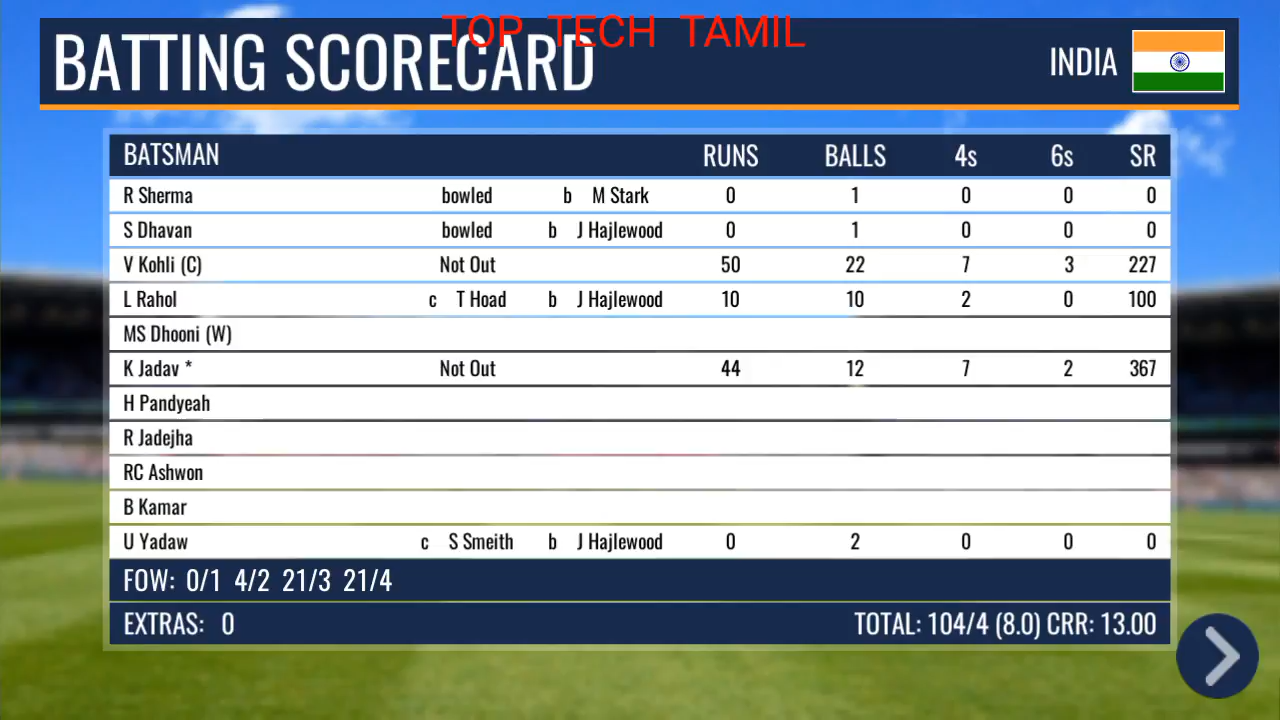 TOP TECH TAMIL
BATTING SCORECARD INDIA
BATSMAN RUNS BALLS 4s 6s SR
R Sherma bowled b M Stark 0 1 0 0 0
S Dhavan bowled b J Hajlewood 0 1 0 0 0
V Kohli (C) Not Out 50 22 7 3 227
L Rahol c T Hoad b J Hajlewood 10 10 2 0 100
MS Dhooni (W)
K Jadav * Not Out 44 12 7 2 367
H Pandyeah
R Jadejha
RC Ashwon
B Kamar
U Yadaw c S Smeith b J Hajlewood 0 2 0 0 0
FOW: 0/1 4/2 21/3 21/4
EXTRAS: 0 TOTAL: 104/4 (8.0) CRR: 13.00